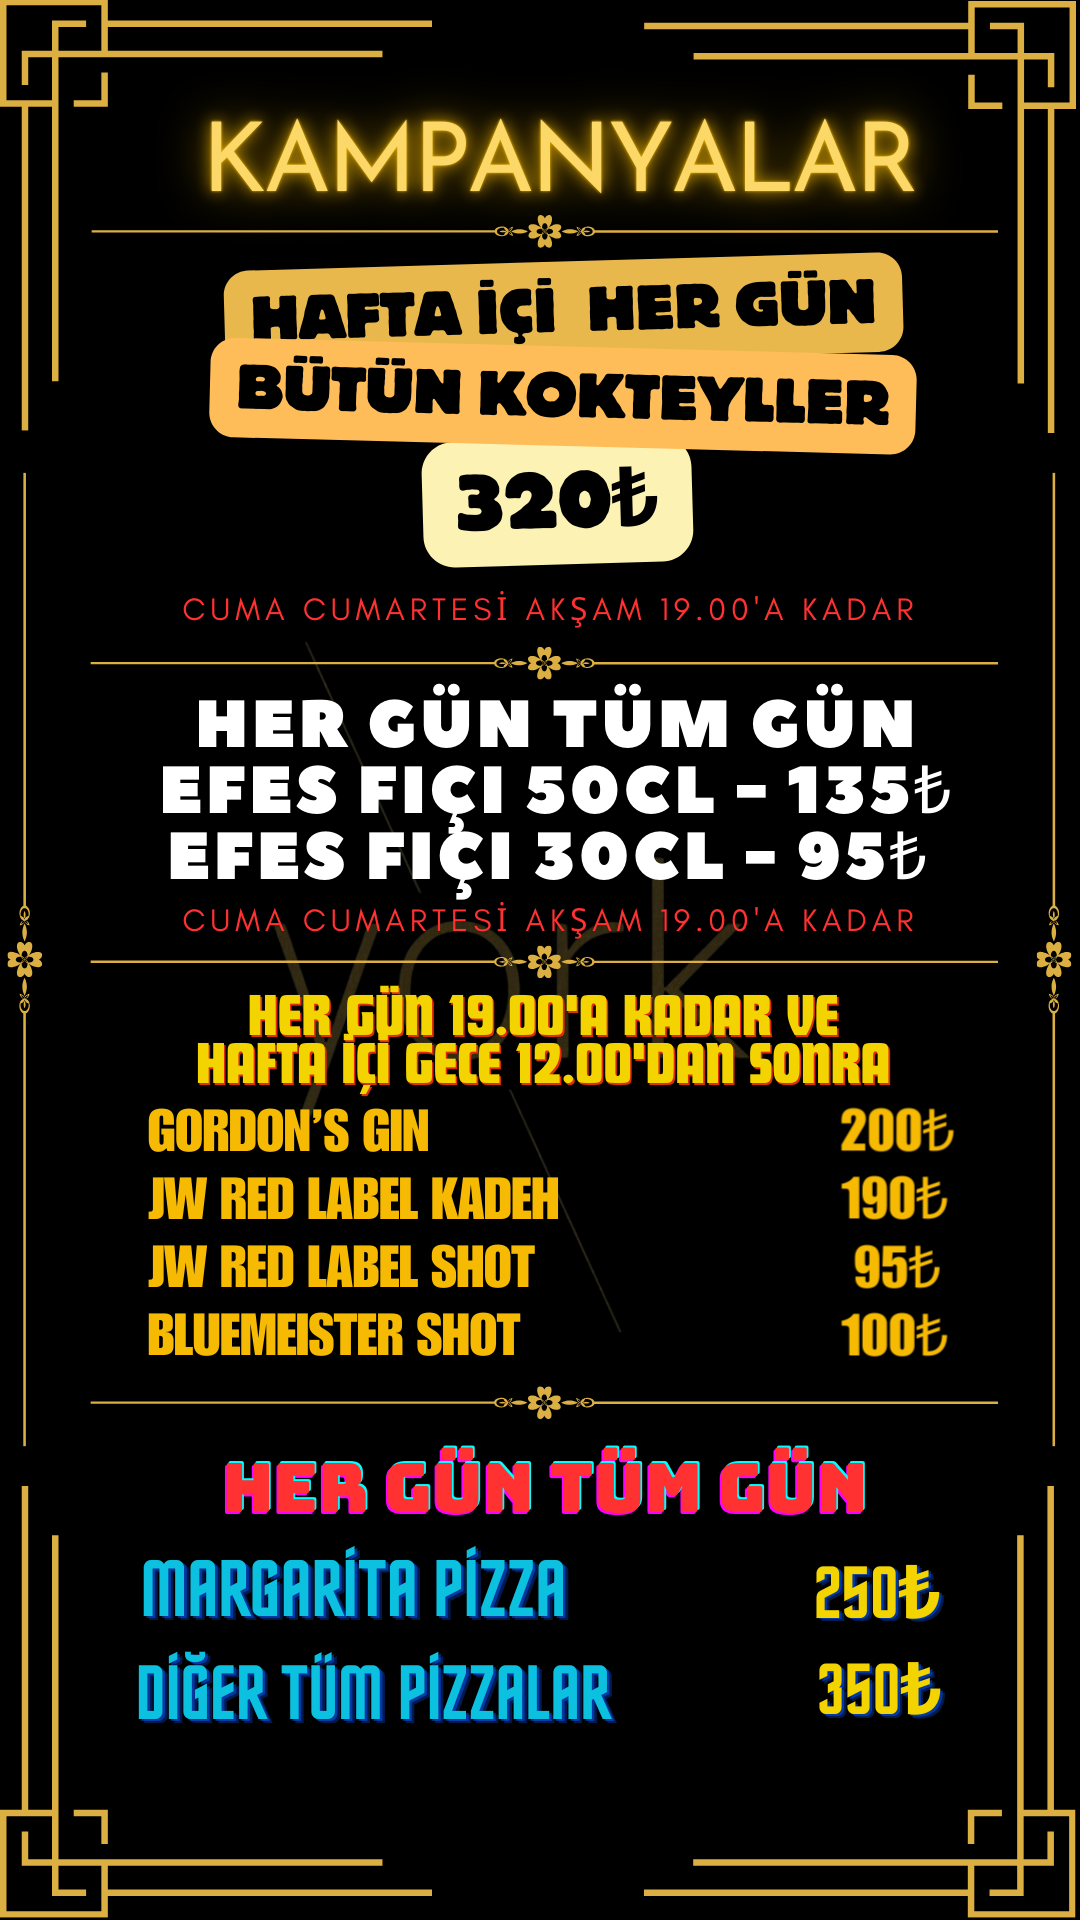 KAMPANYALAR
HAFTA İÇİ HER GÜN
BÜTÜN KOKTEYLLER
320₺
CUMA CUMARTESİ AKŞAM 19.00'A KADAR
HER GÜN TÜM GÜN
EFES FIÇI 50CL - 135₺
EFES FIÇI 30CL - 95₺
CUMA CUMARTESİ AKŞAM 19.00'A KADAR
york
HER GÜN 19.00'A KADAR VE
HAFTA İÇİ GECE 12.00'DAN SONRA
GORDON'S GIN 200₺
JW RED LABEL KADEH 190₺
JW RED LABEL SHOT 95₺
BLUEMEISTER SHOT 100₺
HER GÜN TÜM GÜN
MARGARİTA PİZZA 250₺
DİĞER TÜM PİZZALAR 350₺